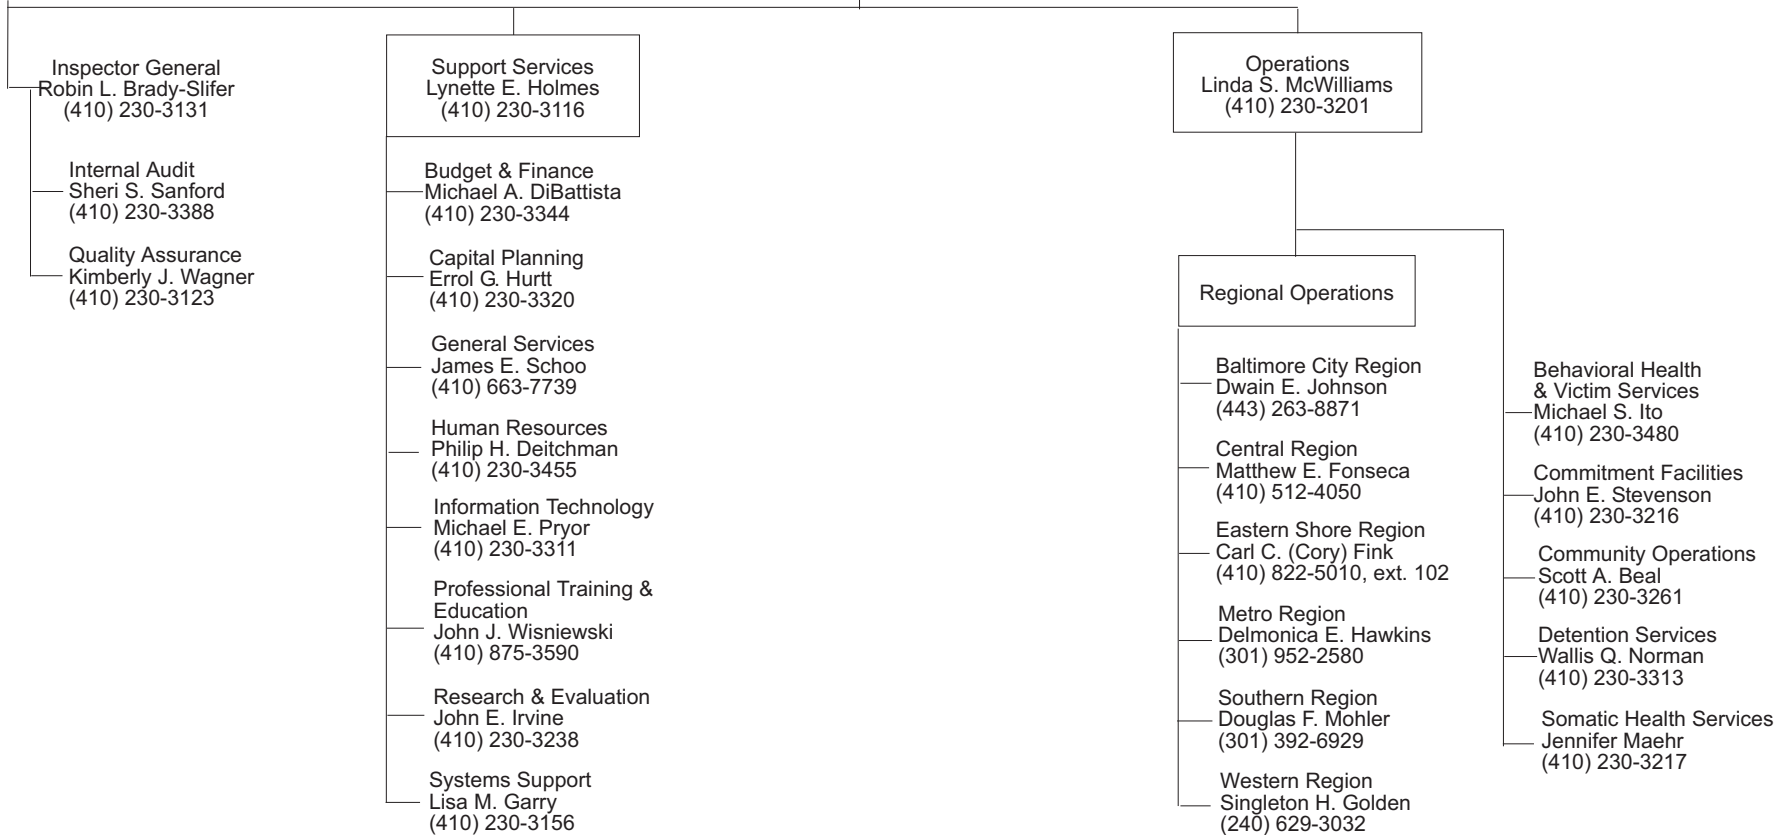 Inspector General
Robin L. Brady-Slifer
(410) 230-3131
Internal Audit
Sheri S. Sanford
(410) 230-3388
Quality Assurance
Kimberly J. Wagner
(410) 230-3123
Support Services
Lynette E. Holmes
(410) 230-3116
Budget & Finance
Michael A. DiBattista
(410) 230-3344
Capital Planning
Errol G. Hurtt
(410) 230-3320
General Services
James E. Schoo
(410) 663-7739
Human Resources
Philip H. Deitchman
(410) 230-3455
Information Technology
Michael E. Pryor
(410) 230-3311
Professional Training &
Education
John J. Wisniewski
(410) 875-3590
Research & Evaluation
John E. Irvine
(410) 230-3238
Systems Support
Lisa M. Garry
(410) 230-3156
Operations
Linda S. McWilliams
(410) 230-3201
Regional Operations
Baltimore City Region
Dwain E. Johnson
(443) 263-8871
Central Region
Matthew E. Fonseca
(410) 512-4050
Eastern Shore Region
Carl C. (Cory) Fink
(410) 822-5010, ext. 102
Metro Region
Delmonica E. Hawkins
(301) 952-2580
Southern Region
Douglas F. Mohler
(301) 392-6929
Western Region
Singleton H. Golden
(240) 629-3032
Behavioral Health
& Victim Services
Michael S. Ito
(410) 230-3480
Commitment Facilities
John E. Stevenson
(410) 230-3216
Community Operations
Scott A. Beal
(410) 230-3261
Detention Services
Wallis Q. Norman
(410) 230-3313
Somatic Health Services
Jennifer Maehr
(410) 230-3217